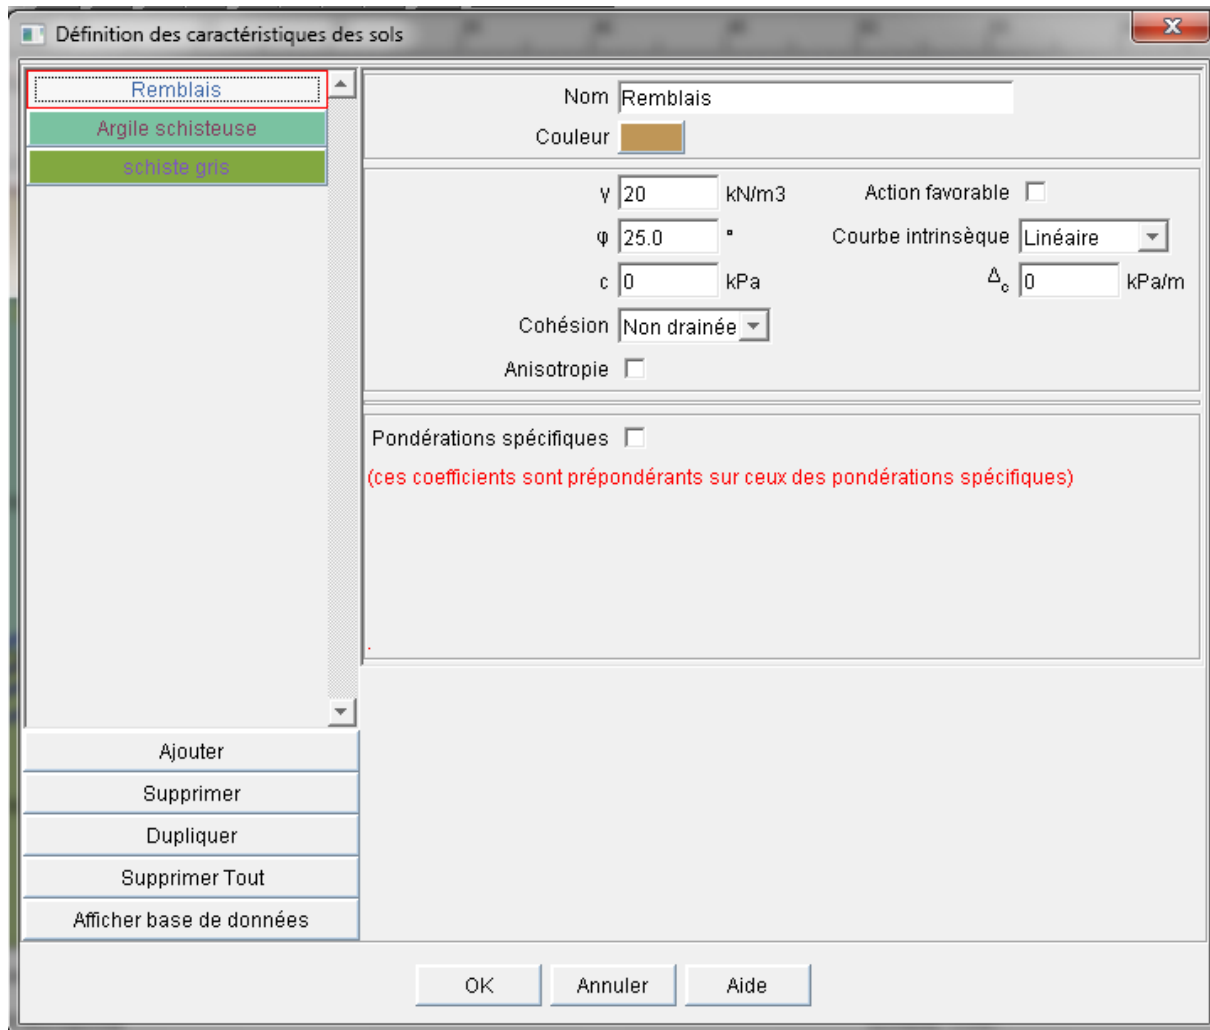 Définition des caractéristiques des sols
x
Remblais
Argile schisteuse
schiste gris
Nom Remblais
Couleur
γ 20 kN/m3 Action favorable
φ 25.0 ° Courbe intrinsèque Linéaire
c 0 kPa Δc 0 kPa/m
Cohésion Non drainée
Anisotropie
Pondérations spécifiques
(ces coefficients sont prépondérants sur ceux des pondérations spécifiques)
.
Ajouter
Supprimer
Dupliquer
Supprimer Tout
Afficher base de données
OK Annuler Aide